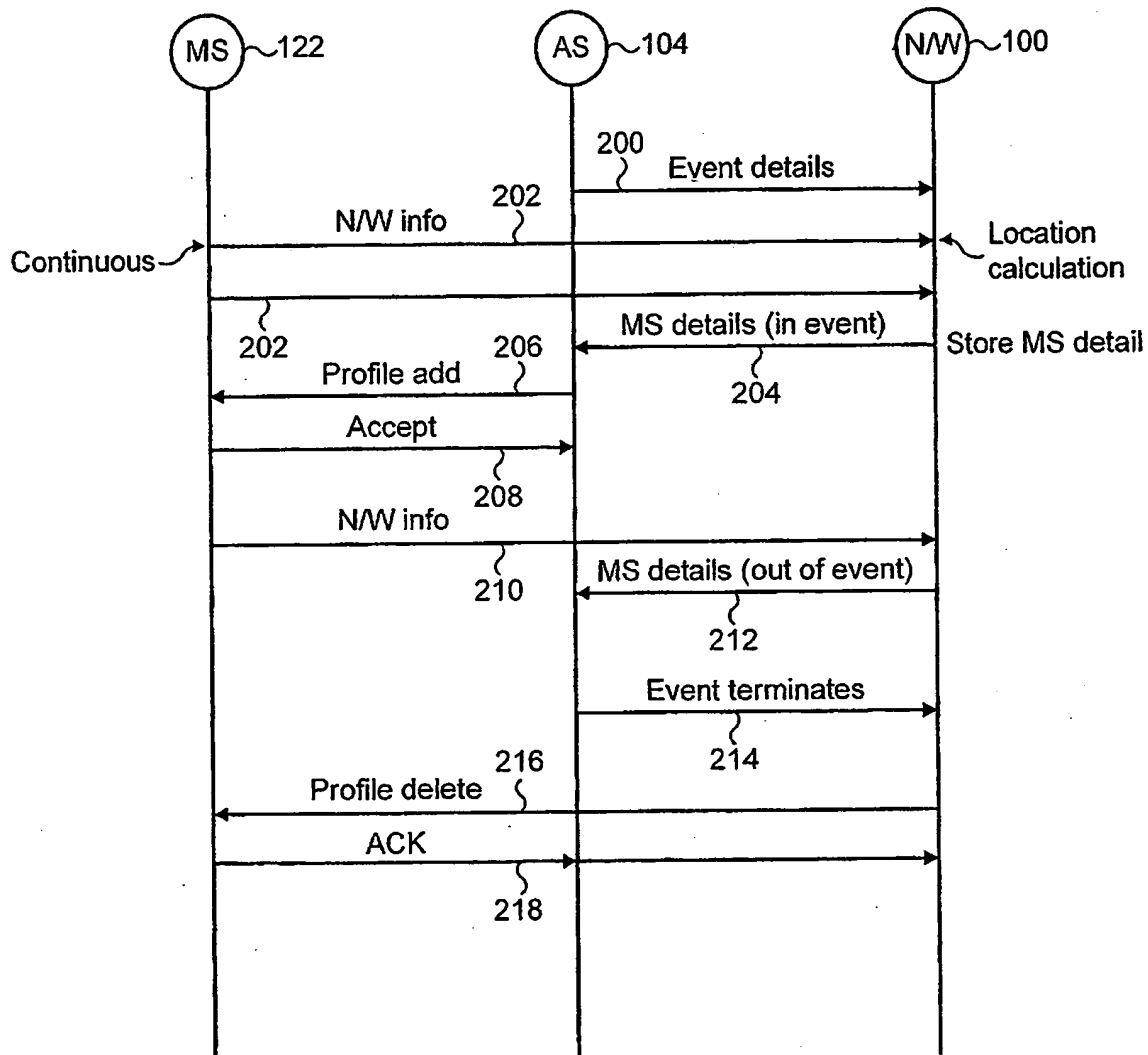 MS 122
AS 104
N/W 100
200
Event details
202
N/W info
Continuous
Location
calculation
202
MS details (in event)
Store MS detail
204
206
Profile add
Accept
208
N/W info
210
MS details (out of event)
212
Event terminates
214
216
Profile delete
ACK
218